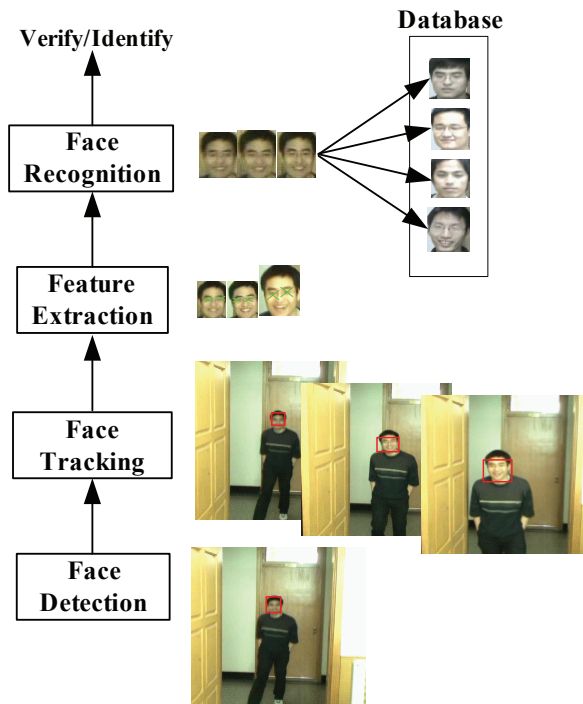 Database
Verify/Identify
Face
Recognition
Feature
Extraction
Face
Tracking
Face
Detection